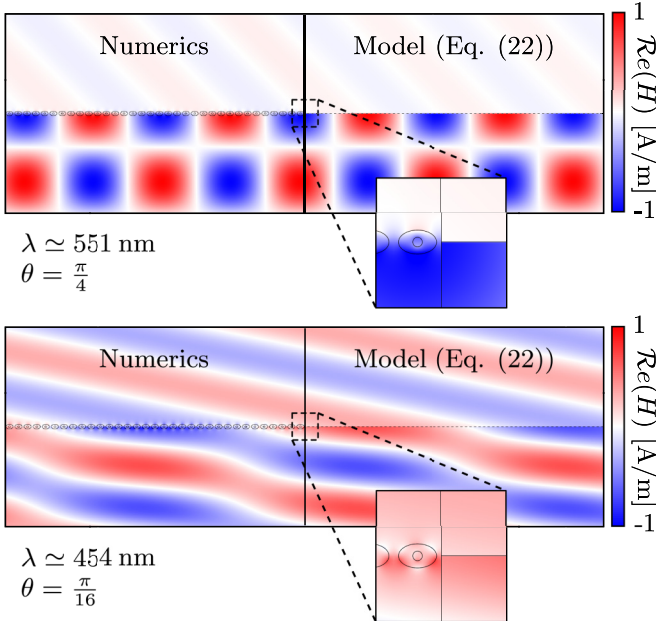 Numerics
Model (Eq. (22))
1
-1
Re(H) [A/m]
λ ≃ 551 nm
θ = π/4
Numerics
Model (Eq. (22))
1
-1
Re(H) [A/m]
λ ≃ 454 nm
θ = π/16